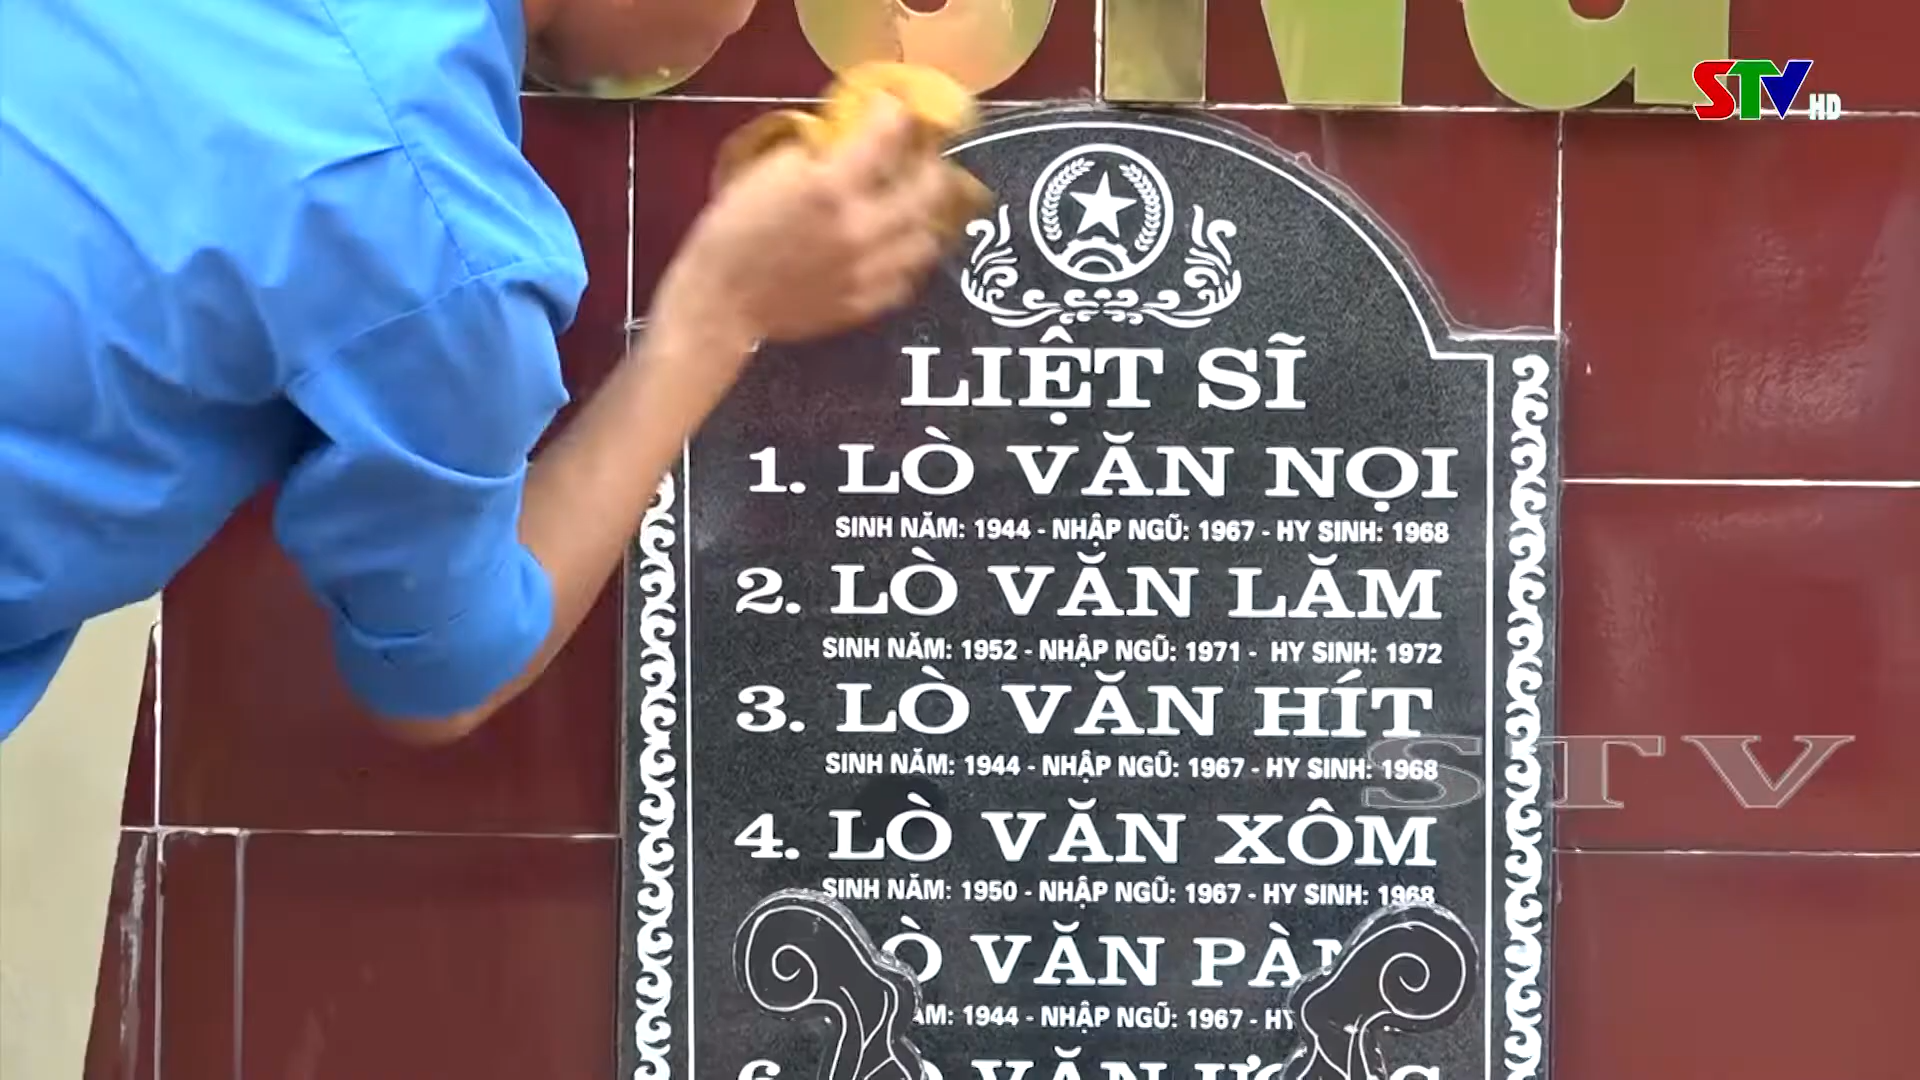 STV HD
LIỆT SĨ
1. LÒ VĂN NỌI
SINH NĂM: 1944 - NHẬP NGŨ: 1967 - HY SINH: 1968
2. LÒ VĂN LĂM
SINH NĂM: 1952 - NHẬP NGŨ: 1971 - HY SINH: 1972
3. LÒ VĂN HÍT
SINH NĂM: 1944 - NHẬP NGŨ: 1967 - HY SINH: 1968
STV
4. LÒ VĂN XÔM
SINH NĂM: 1950 - NHẬP NGŨ: 1967 - HY SINH: 1968
VĂN
1944 - NHẬP NGŨ: 1967 - HY
VĂN